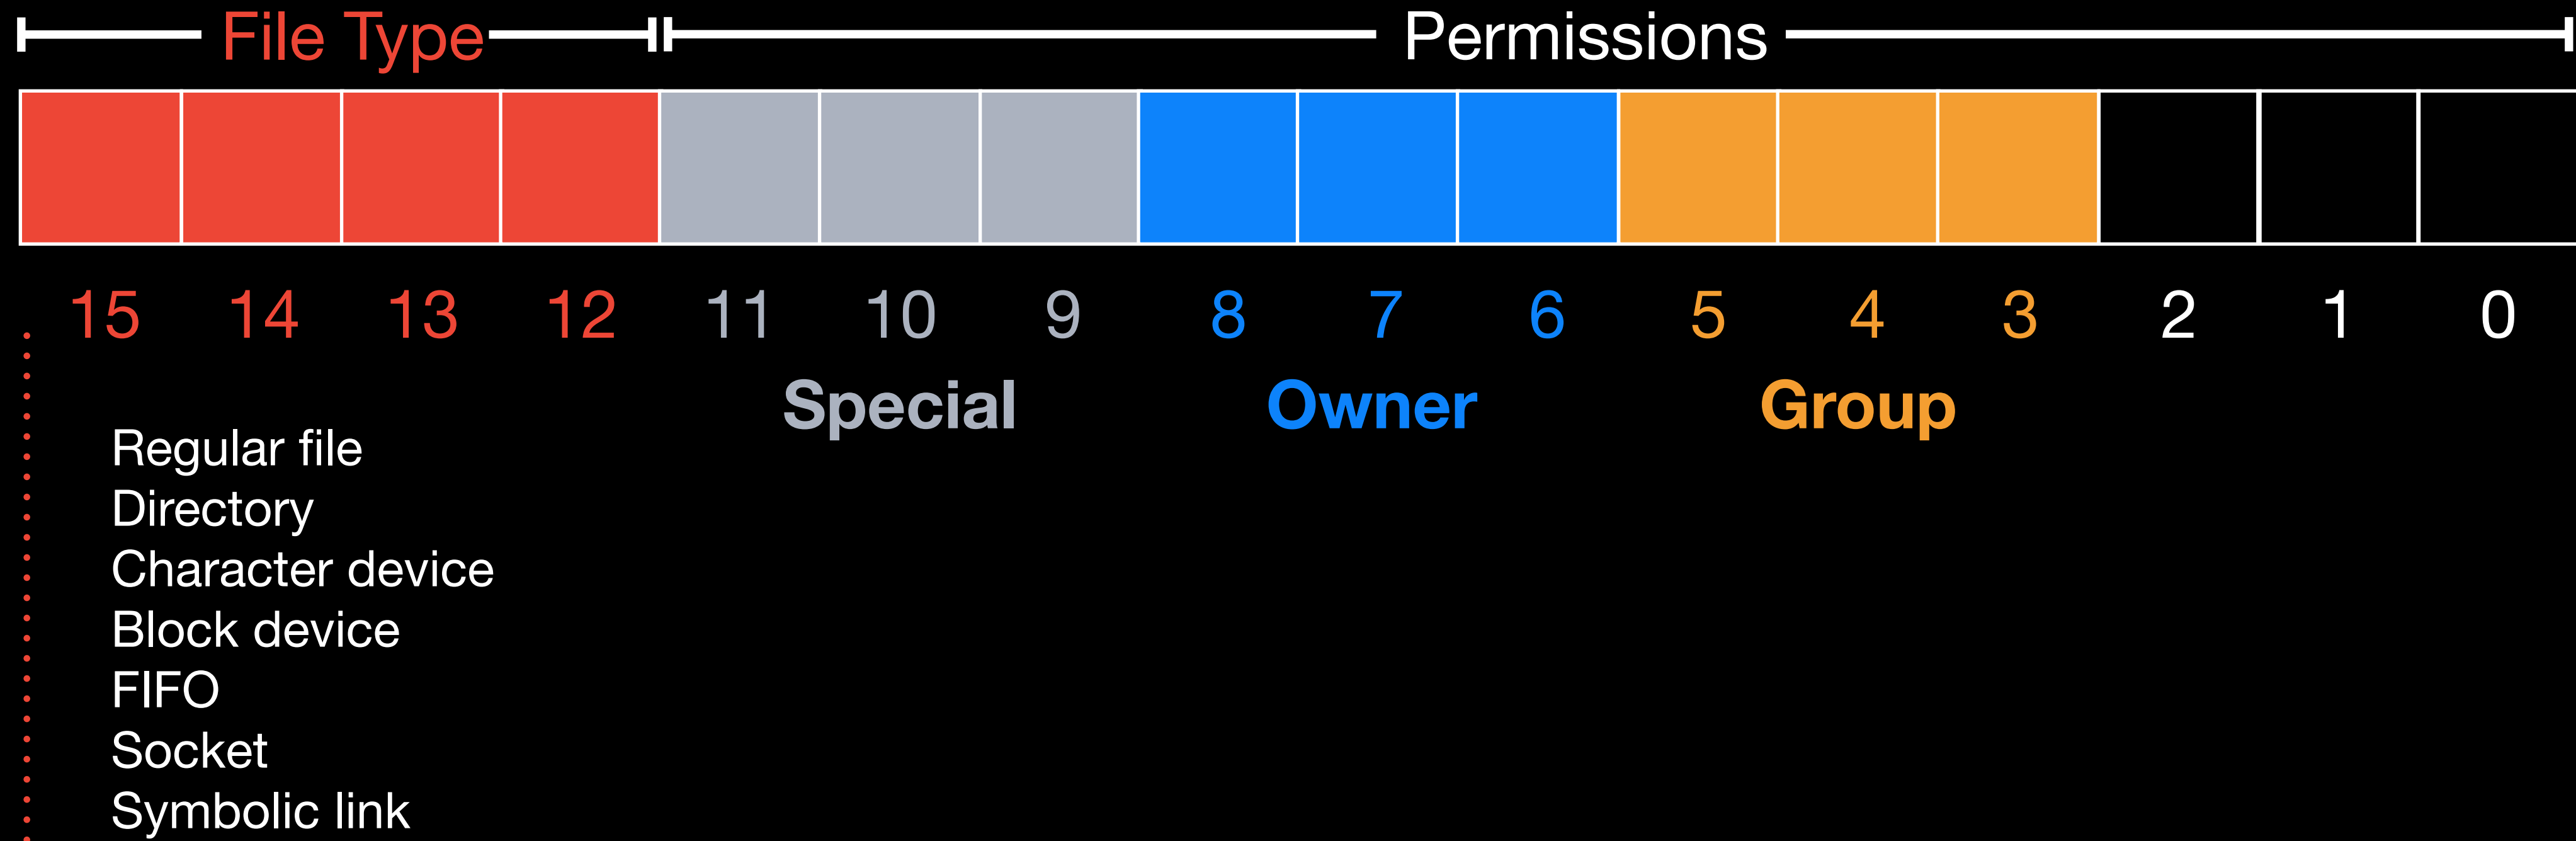 File Type Permissions
15 14 13 12 11 10 9 8 7 6 5 4 3 2 1 0
Special Owner Group
Regular file
Directory
Character device
Block device
FIFO
Socket
Symbolic link